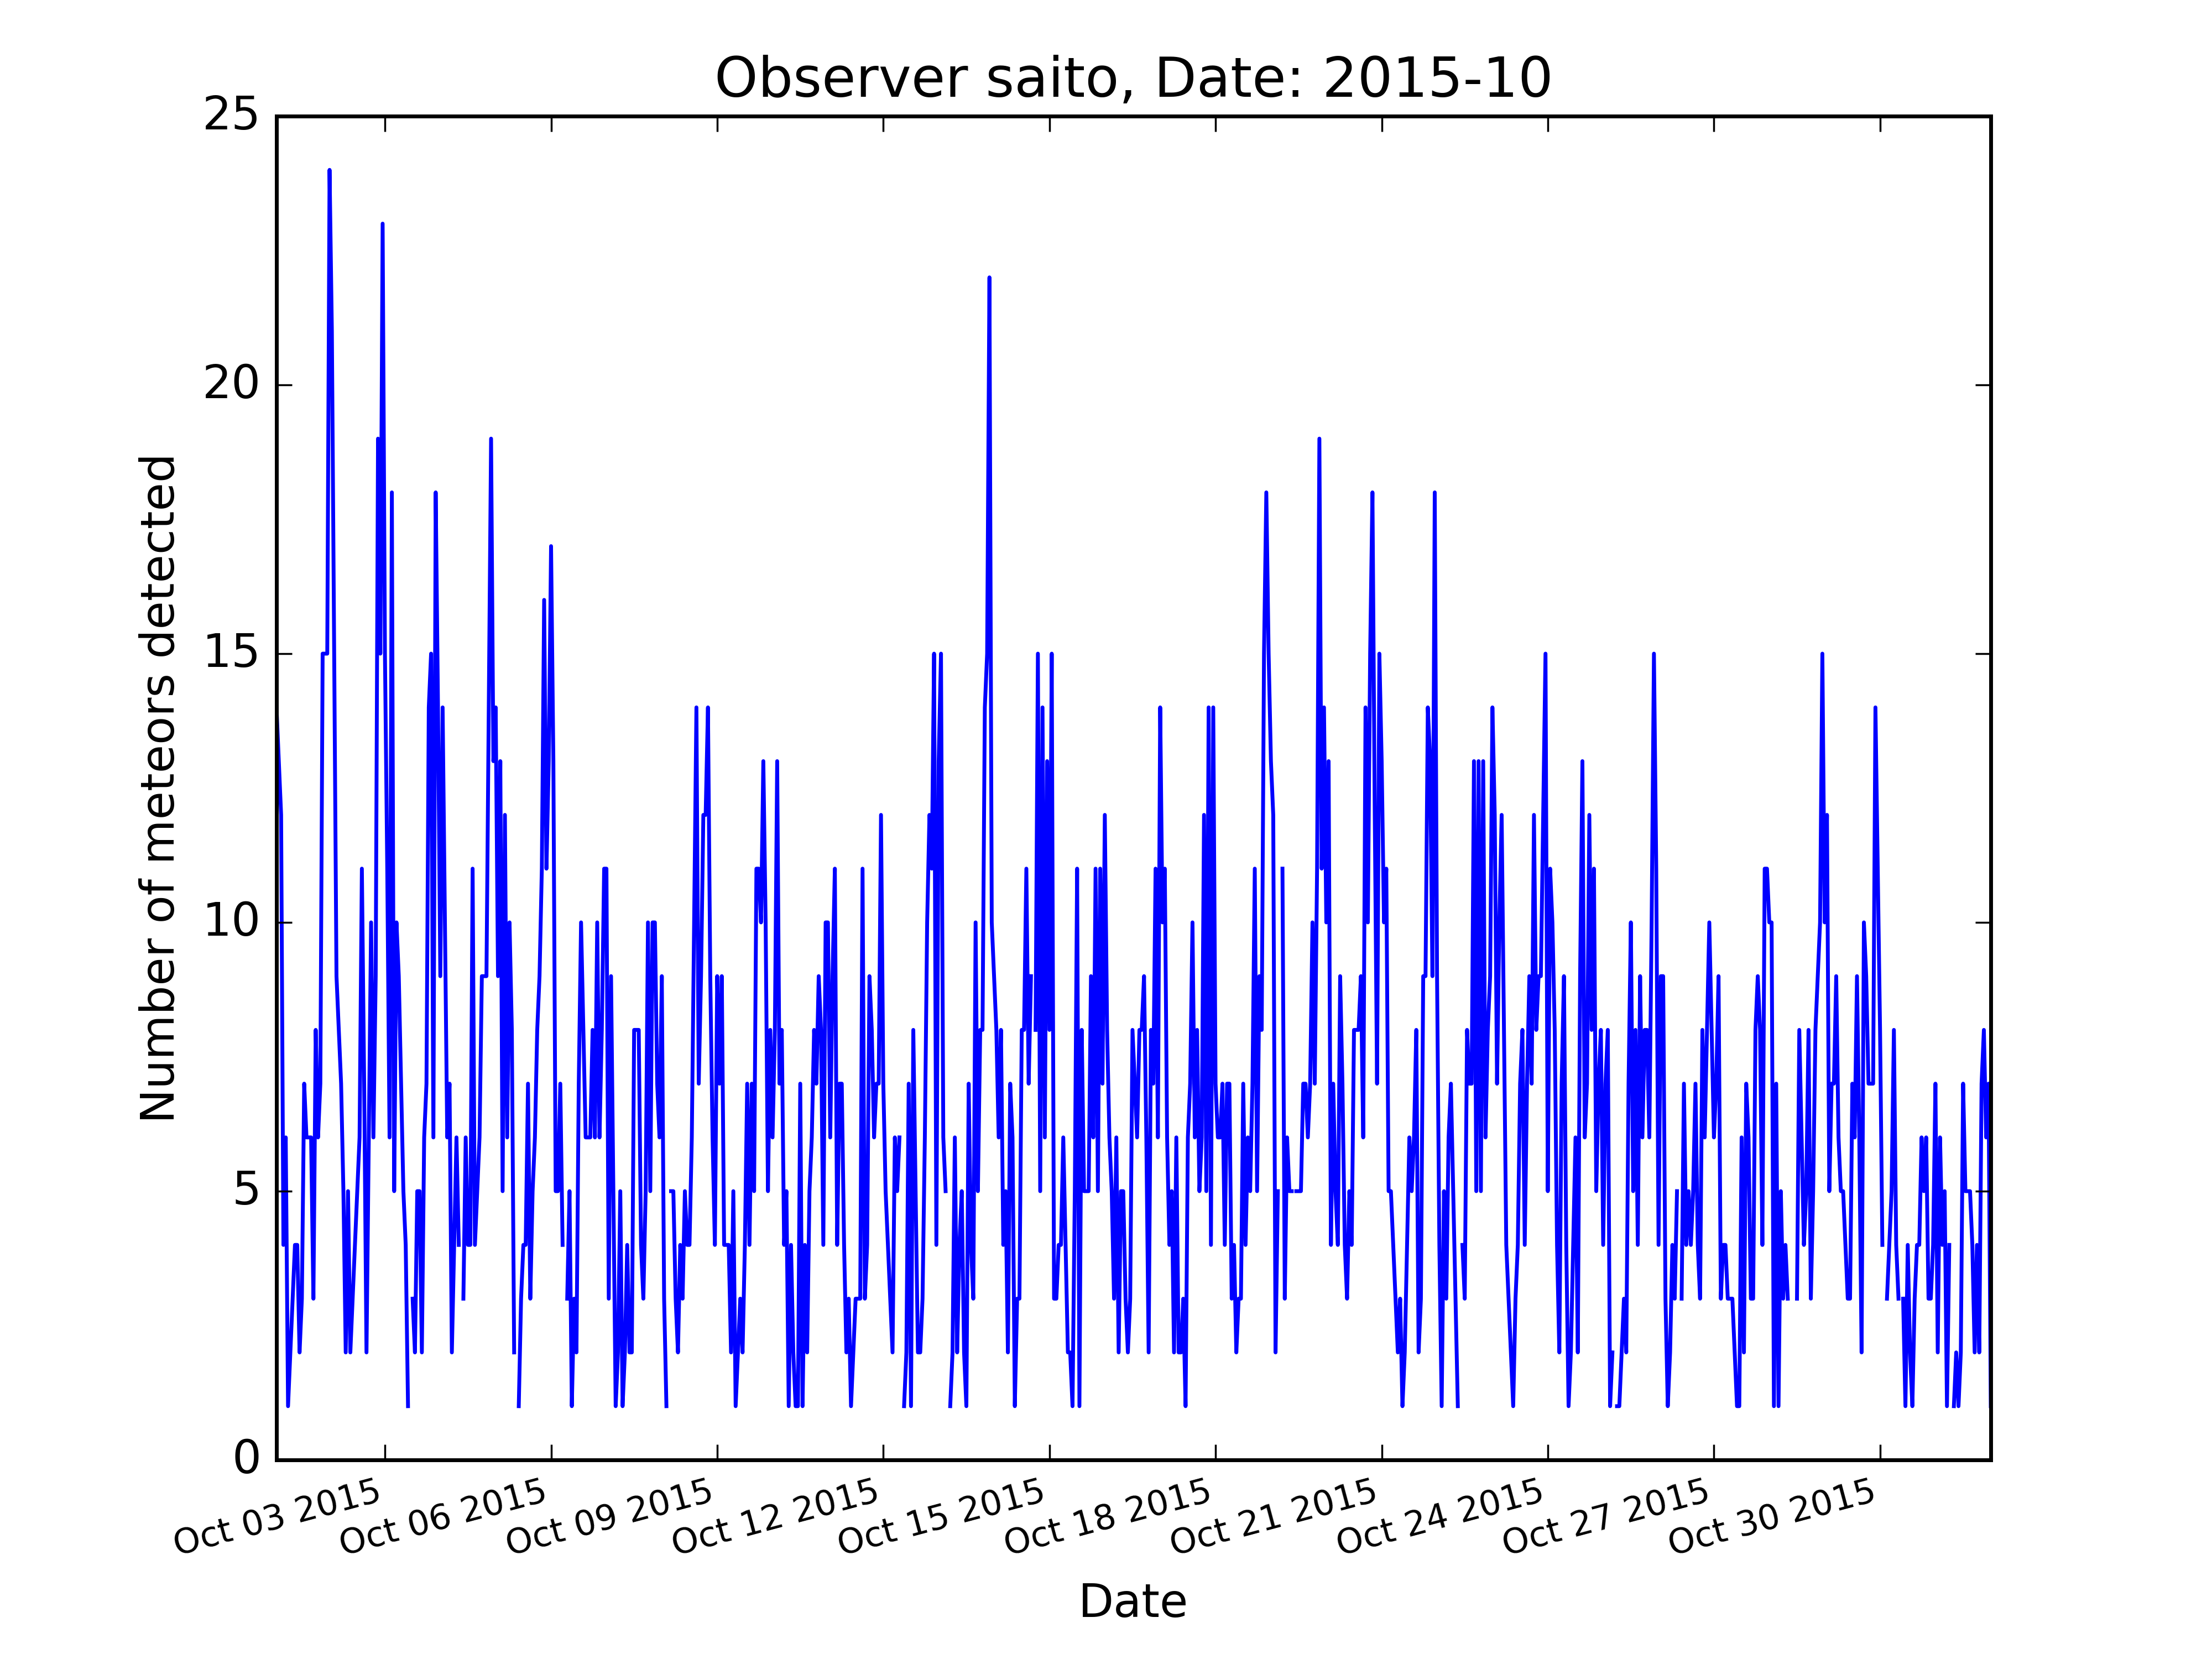 Observer saito, Date: 2015-10
25
20
15
10
5
0
Number of meteors detected
Oct 03 2015
Oct 06 2015
Oct 09 2015
Oct 12 2015
Oct 15 2015
Oct 18 2015
Oct 21 2015
Oct 24 2015
Oct 27 2015
Oct 30 2015
Date